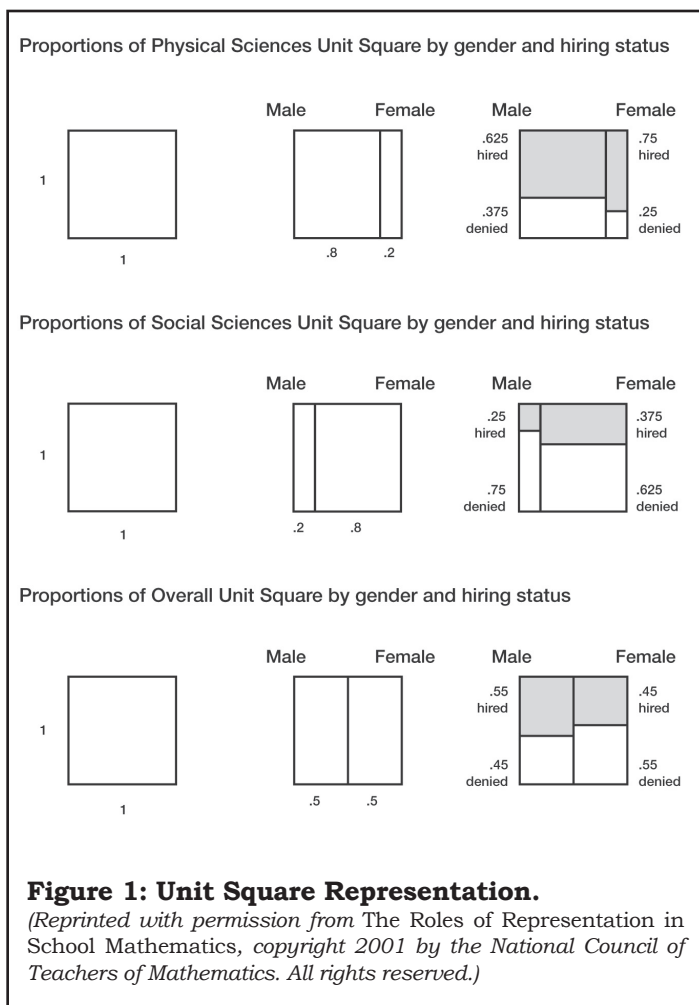 Proportions of Physical Sciences Unit Square by gender and hiring status
Male Female Male Female
.625 .75
hired hired
1
.375 .25
denied denied
1 .8 .2
Proportions of Social Sciences Unit Square by gender and hiring status
Male Female Male Female
.25 .375
hired hired
1
.75 .625
denied denied
1 .2 .8
Proportions of Overall Unit Square by gender and hiring status
Male Female Male Female
.55 .45
hired hired
1
.45 .55
denied denied
1 .5 .5
Figure 1: Unit Square Representation.
(Reprinted with permission from The Roles of Representation in
School Mathematics, copyright 2001 by the National Council of
Teachers of Mathematics. All rights reserved.)